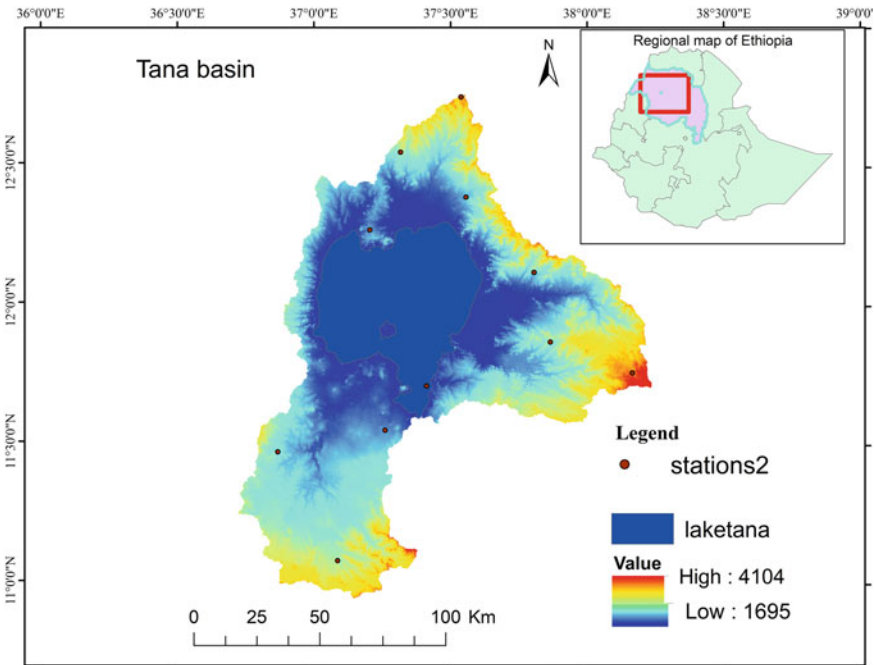 36°0'0"E 36°30'0"E 37°0'0"E 37°30'0"E 38°0'0"E 38°30'0"E 39°0'0"E
Tana basin
N
Regional map of Ethiopia
12°30'0"N
12°0'0"N
11°30'0"N
11°0'0"N
Legend
stations2
laketana
Value
High : 4104
Low : 1695
0 25 50 100 Km